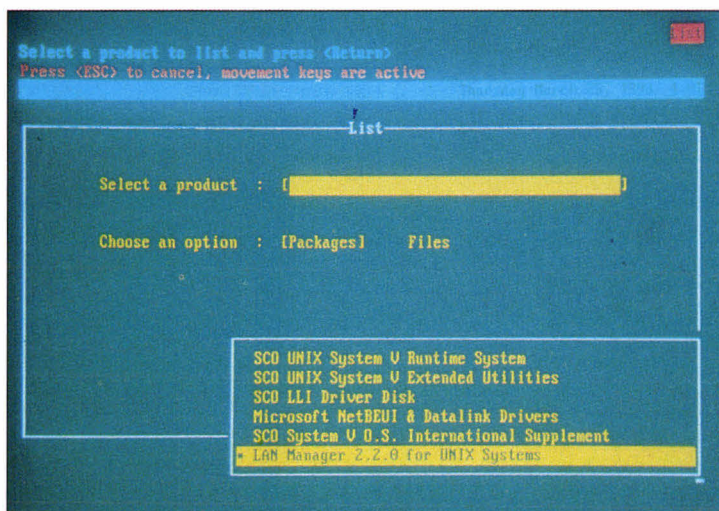 List
Select a product to list and press <Return>
Press <ESC> to cancel, movement keys are active
List
Select a product : [ ]
Choose an option : [Packages] Files
SCO UNIX System V Runtime System
SCO UNIX System V Extended Utilities
SCO LLI Driver Disk
Microsoft NetBEUI & Datalink Drivers
SCO System V O.S. International Supplement
* LAN Manager 2.2.0 for UNIX Systems